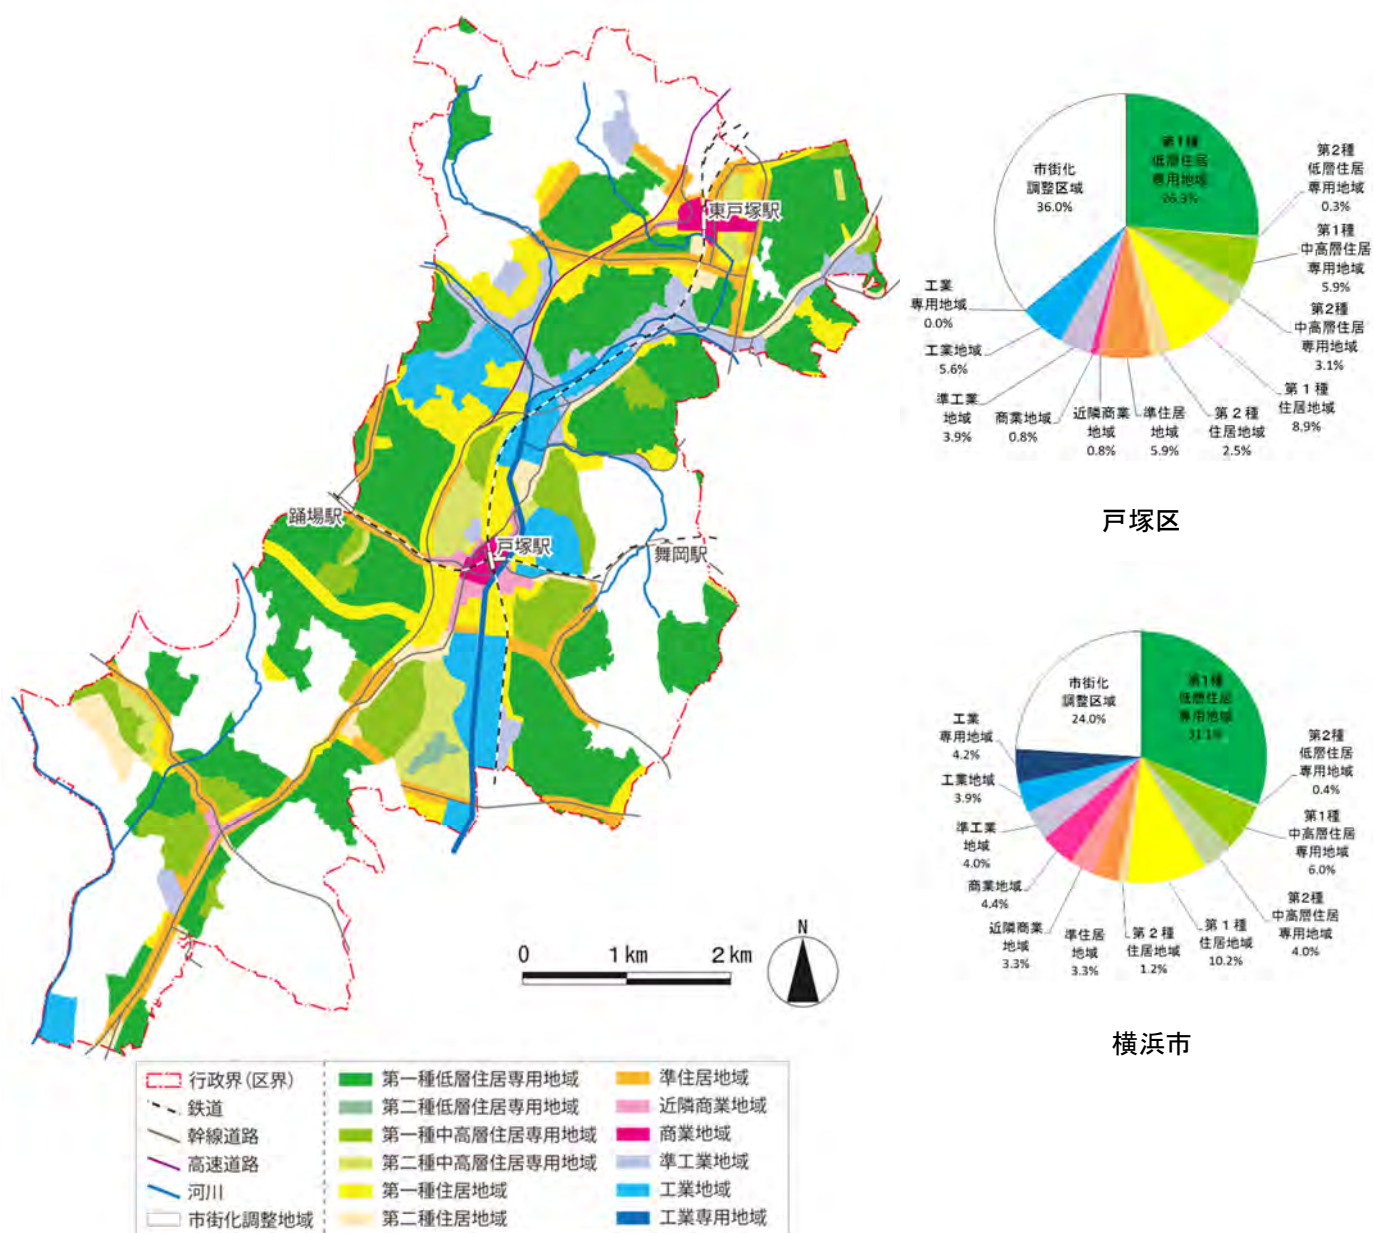 東戸塚駅
踊場駅
戸塚駅
舞岡駅
0 1km 2km
N
行政界(区界)
鉄道
幹線道路
高速道路
河川
市街化調整地域
第一種低層住居専用地域
第二種低層住居専用地域
第一種中高層住居専用地域
第二種中高層住居専用地域
第一種住居地域
第二種住居地域
準住居地域
近隣商業地域
商業地域
準工業地域
工業地域
工業専用地域
第1種
低層住居
専用地域
26.3%
第2種
低層住居
専用地域
0.3%
第1種
中高層住居
専用地域
5.9%
第2種
中高層住居
専用地域
3.1%
第1種
住居地域
8.9%
第2種
住居地域
2.5%
準住居
地域
5.9%
近隣商業
地域
0.8%
商業地域
0.8%
準工業
地域
3.9%
工業地域
5.6%
工業
専用地域
0.0%
市街化
調整区域
36.0%
戸塚区
第1種
低層住居
専用地域
31.1%
第2種
低層住居
専用地域
0.4%
第1種
中高層住居
専用地域
6.0%
第2種
中高層住居
専用地域
4.0%
第1種
住居地域
10.2%
第2種
住居地域
1.2%
準住居
地域
3.3%
近隣商業
地域
3.3%
商業地域
4.4%
準工業
地域
4.0%
工業地域
3.9%
工業
専用地域
4.2%
市街化
調整区域
24.0%
横浜市